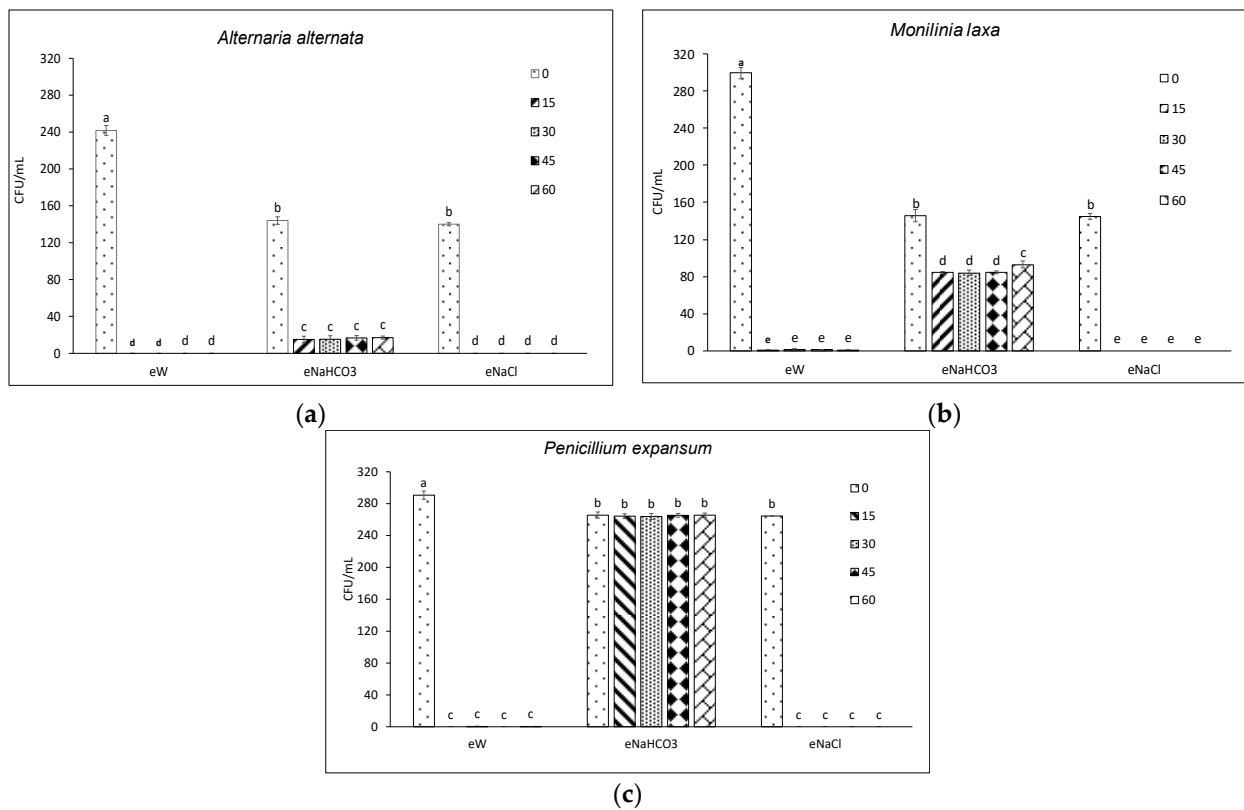 Alternaria alternata
320
280
240
200
160
120
80
40
0
CFU/mL
a
d d d d
b
c c c c
b
d d d d
eW eNaHCO3 eNaCl
0
15
30
45
60
(a)
Monilinia laxa
320
280
240
200
160
120
80
40
0
CFU/mL
a
e e e e
b
d d d c
b
e e e e
eW eNaHCO3 eNaCl
0
15
30
45
60
(b)
Penicillium expansum
320
280
240
200
160
120
80
40
0
CFU/mL
a
c c c c
b b b b b
b
c c c c
eW eNaHCO3 eNaCl
0
15
30
45
60
(c)